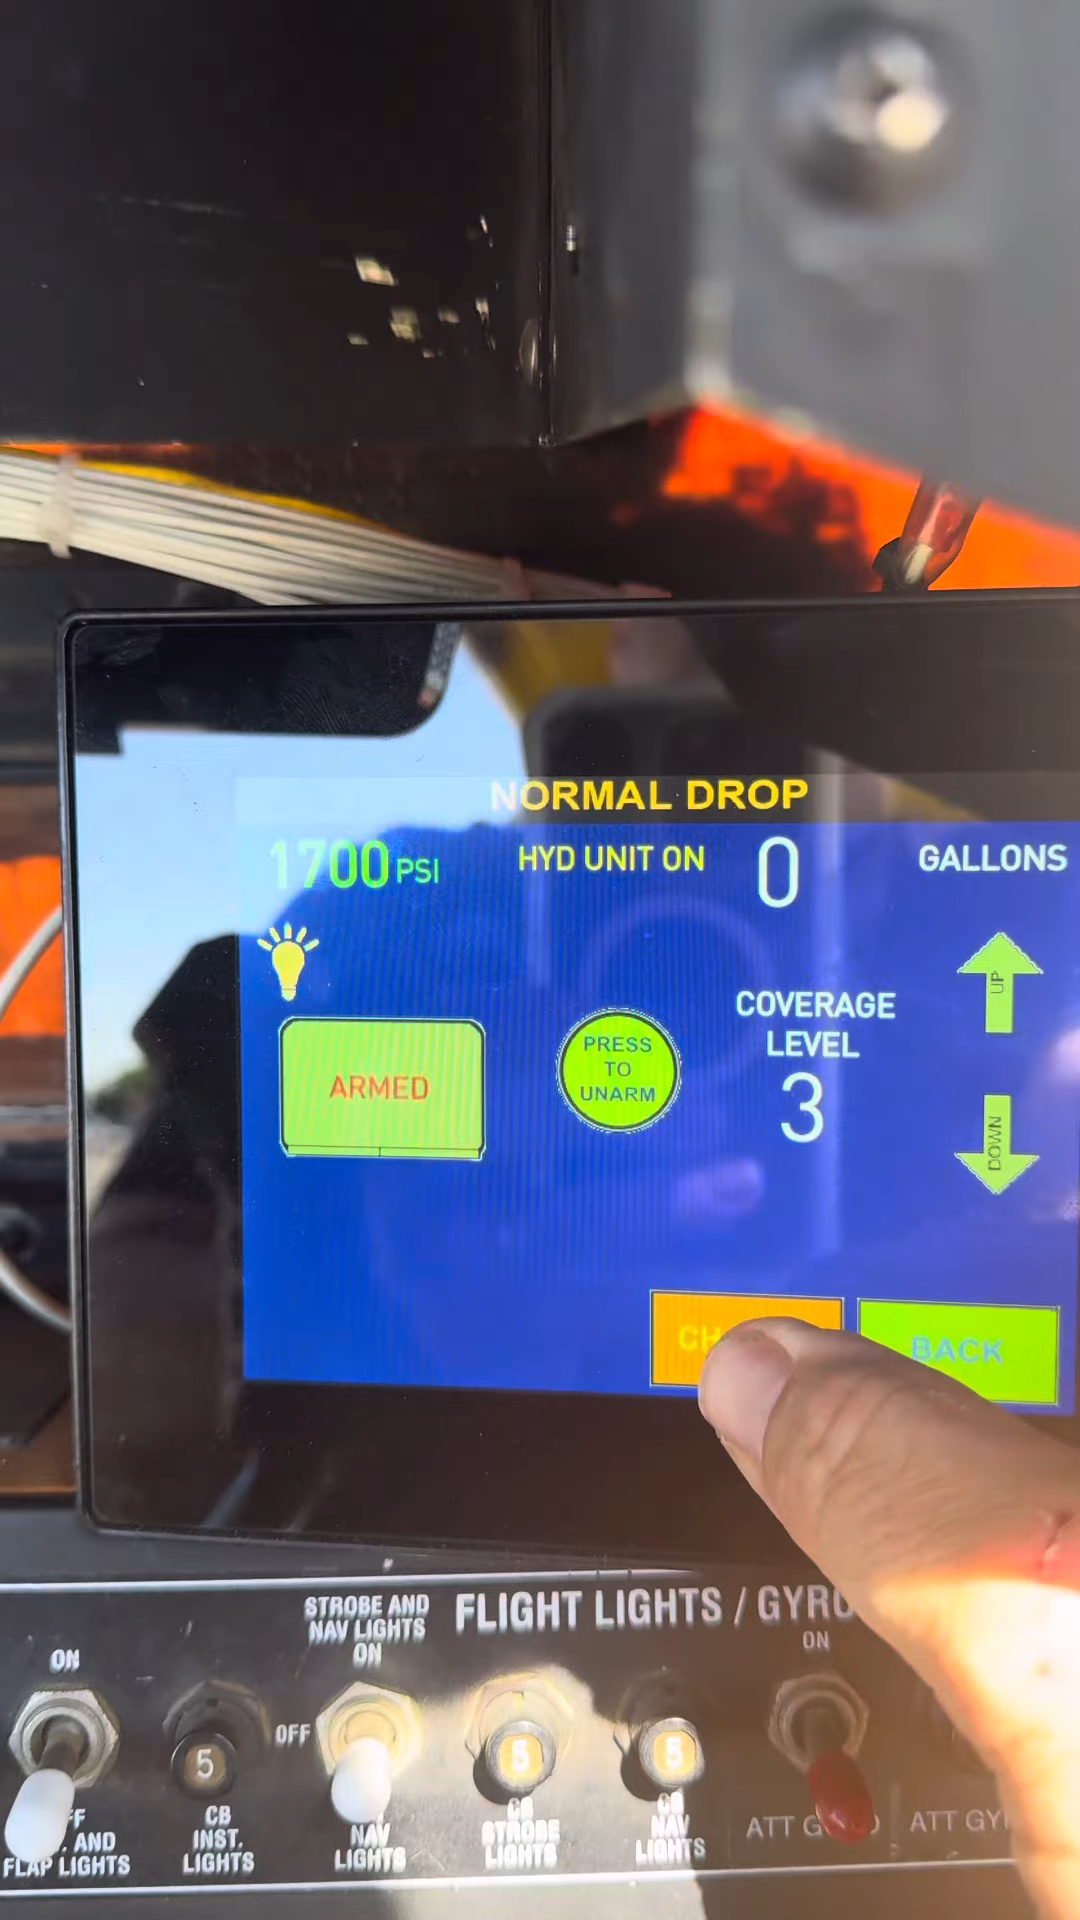 NORMAL DROP
1700 PSI HYD UNIT ON 0 GALLONS
UP
COVERAGE
LEVEL
3
ARMED
PRESS
TO
UNARM
DOWN
BACK
STROBE AND
NAV LIGHTS
ON
FLIGHT LIGHTS /
ON
ON
OFF
5
5
5
AND
FLAP LIGHTS
CB
INST.
LIGHTS
NAV
LIGHTS
CB
STROBE
LIGHTS
CB
NAV
LIGHTS
ATT
ATT